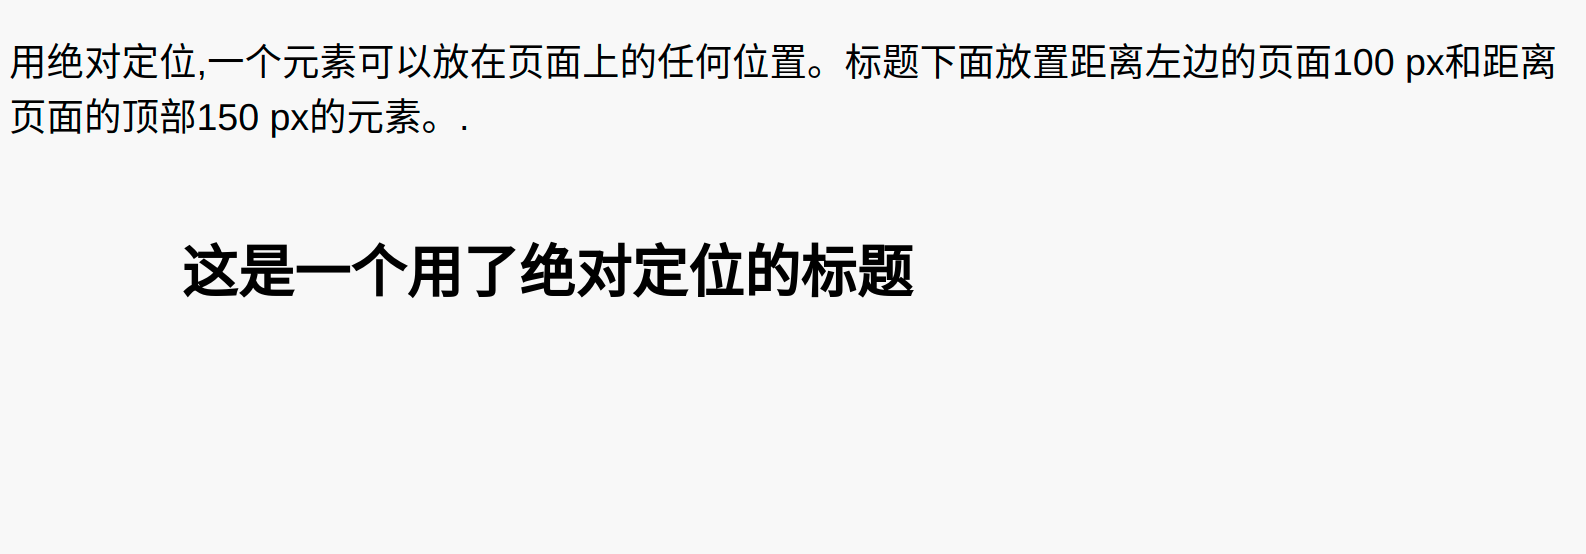 用绝对定位,一个元素可以放在页面上的任何位置。标题下面放置距离左边的页面100 px和距离
页面的顶部150 px的元素。.
这是一个用了绝对定位的标题